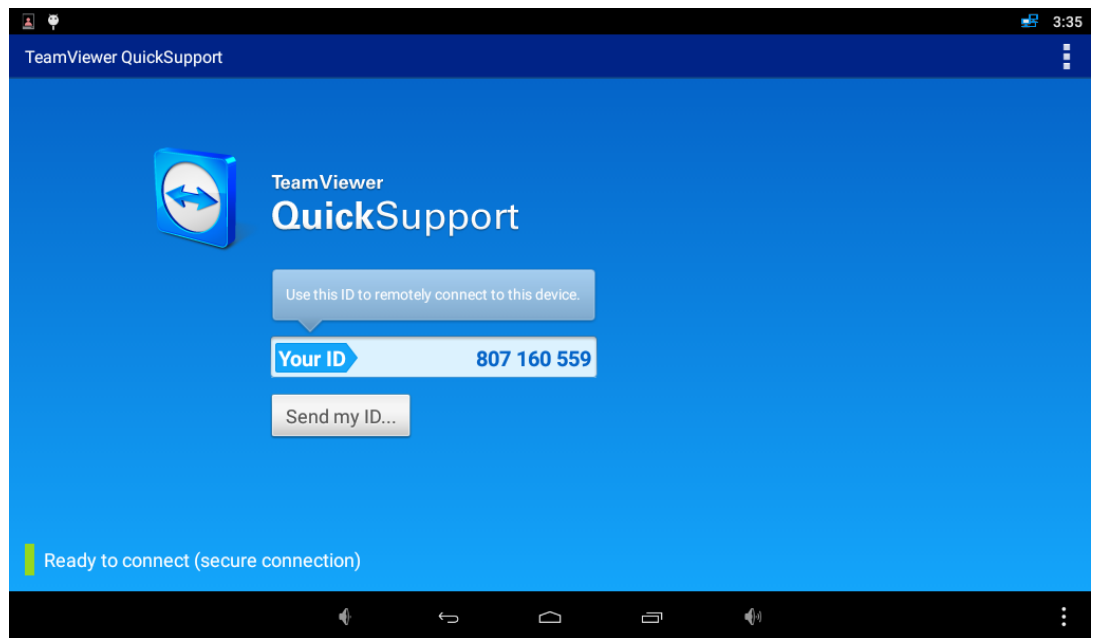 3:35
TeamViewer QuickSupport
TeamViewer
QuickSupport
Use this ID to remotely connect to this device.
Your ID 807 160 559
Send my ID...
Ready to connect (secure connection)